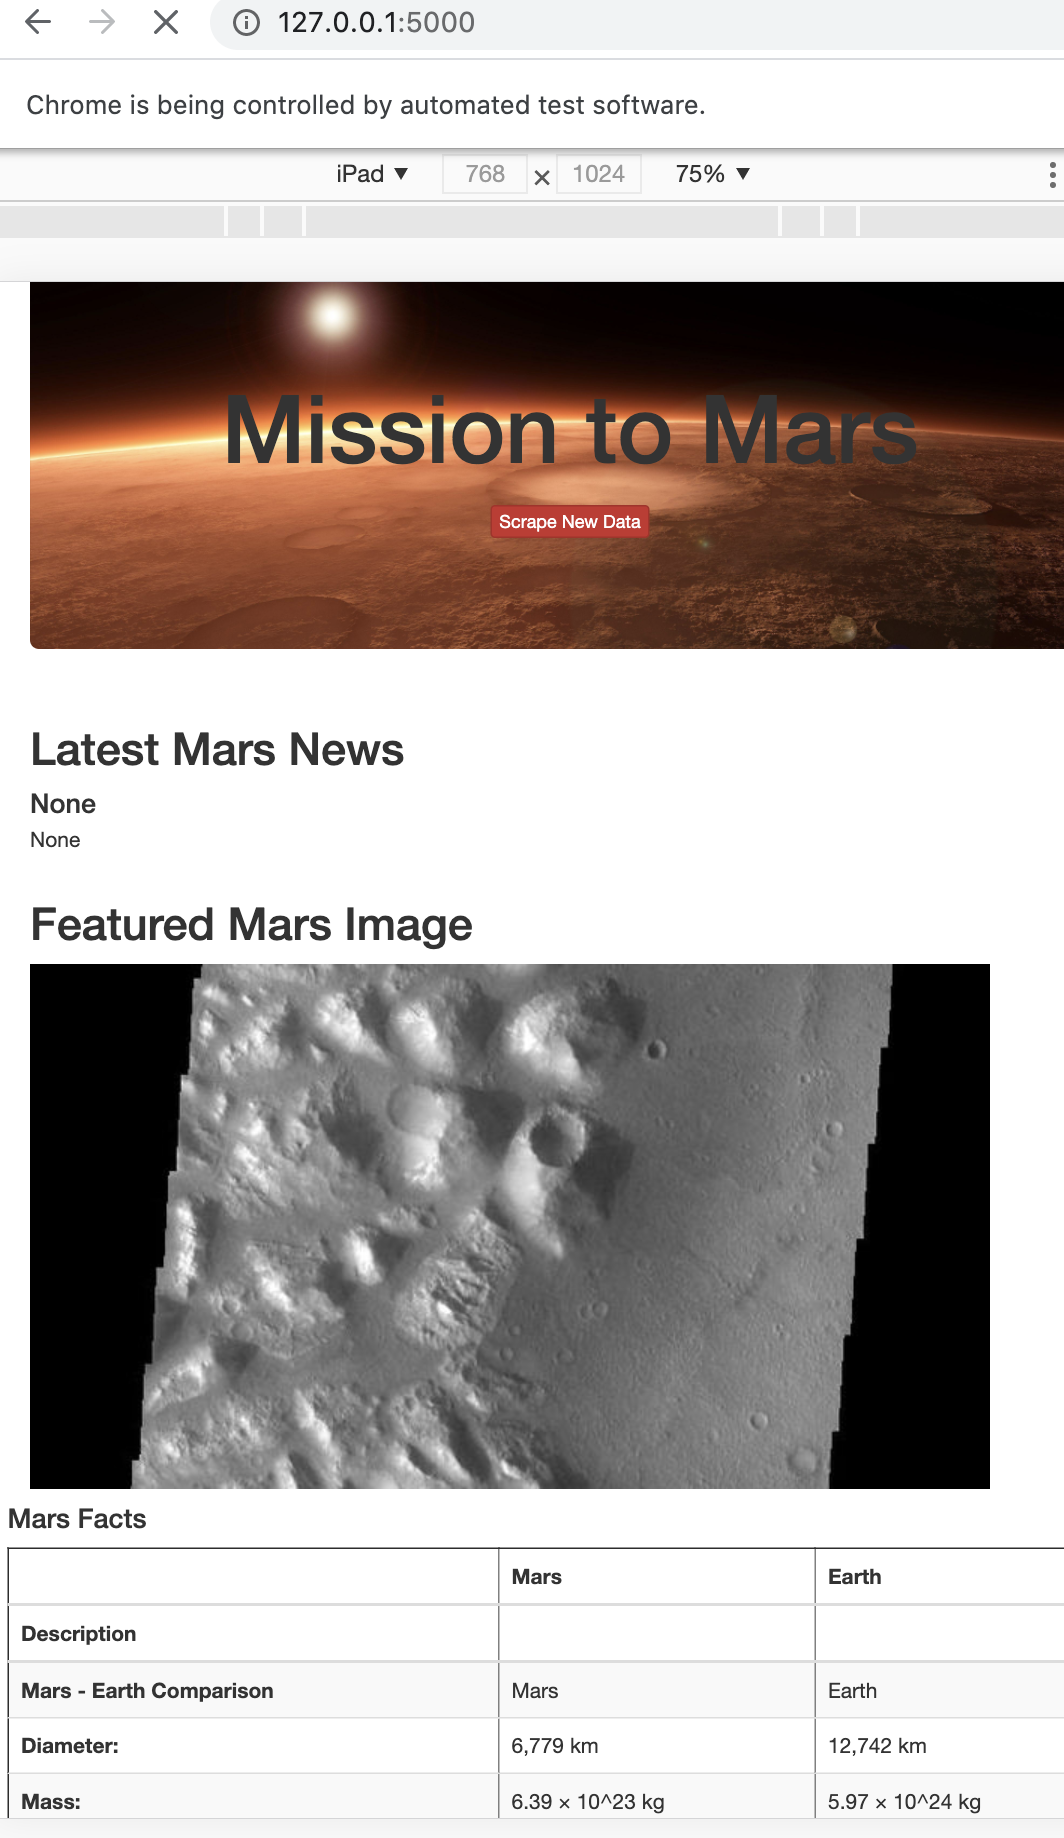 127.0.0.1:5000
Chrome is being controlled by automated test software.
iPad ▼ 768 × 1024 75% ▼
Mission to Mars
Scrape New Data
Latest Mars News
None
None
Featured Mars Image
Mars Facts
Mars Earth
Description
Mars - Earth Comparison Mars Earth
Diameter: 6,779 km 12,742 km
Mass: 6.39 × 10^23 kg 5.97 × 10^24 kg